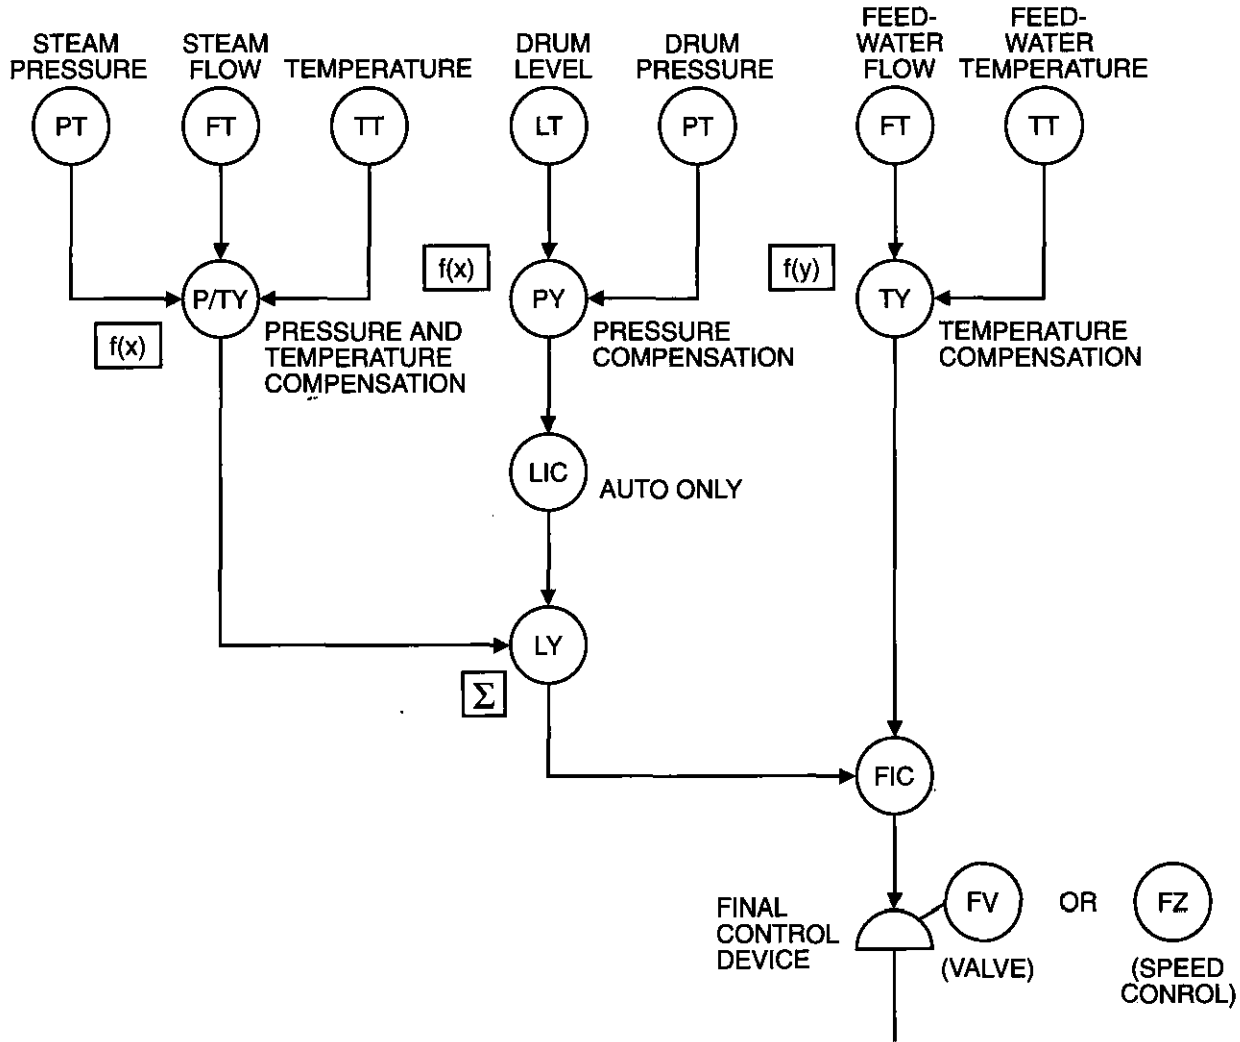 STEAM
PRESSURE
STEAM
FLOW
TEMPERATURE
DRUM
LEVEL
DRUM
PRESSURE
FEED-
WATER
FLOW
FEED-
WATER
TEMPERATURE
PT
FT
TT
LT
PT
FT
TT
P/TY
f(x)
PRESSURE AND
TEMPERATURE
COMPENSATION
f(x)
PY
PRESSURE
COMPENSATION
f(y)
TY
TEMPERATURE
COMPENSATION
LIC
AUTO ONLY
LY
Σ
FIC
FINAL
CONTROL
DEVICE
FV
(VALVE)
OR
FZ
(SPEED
CONROL)